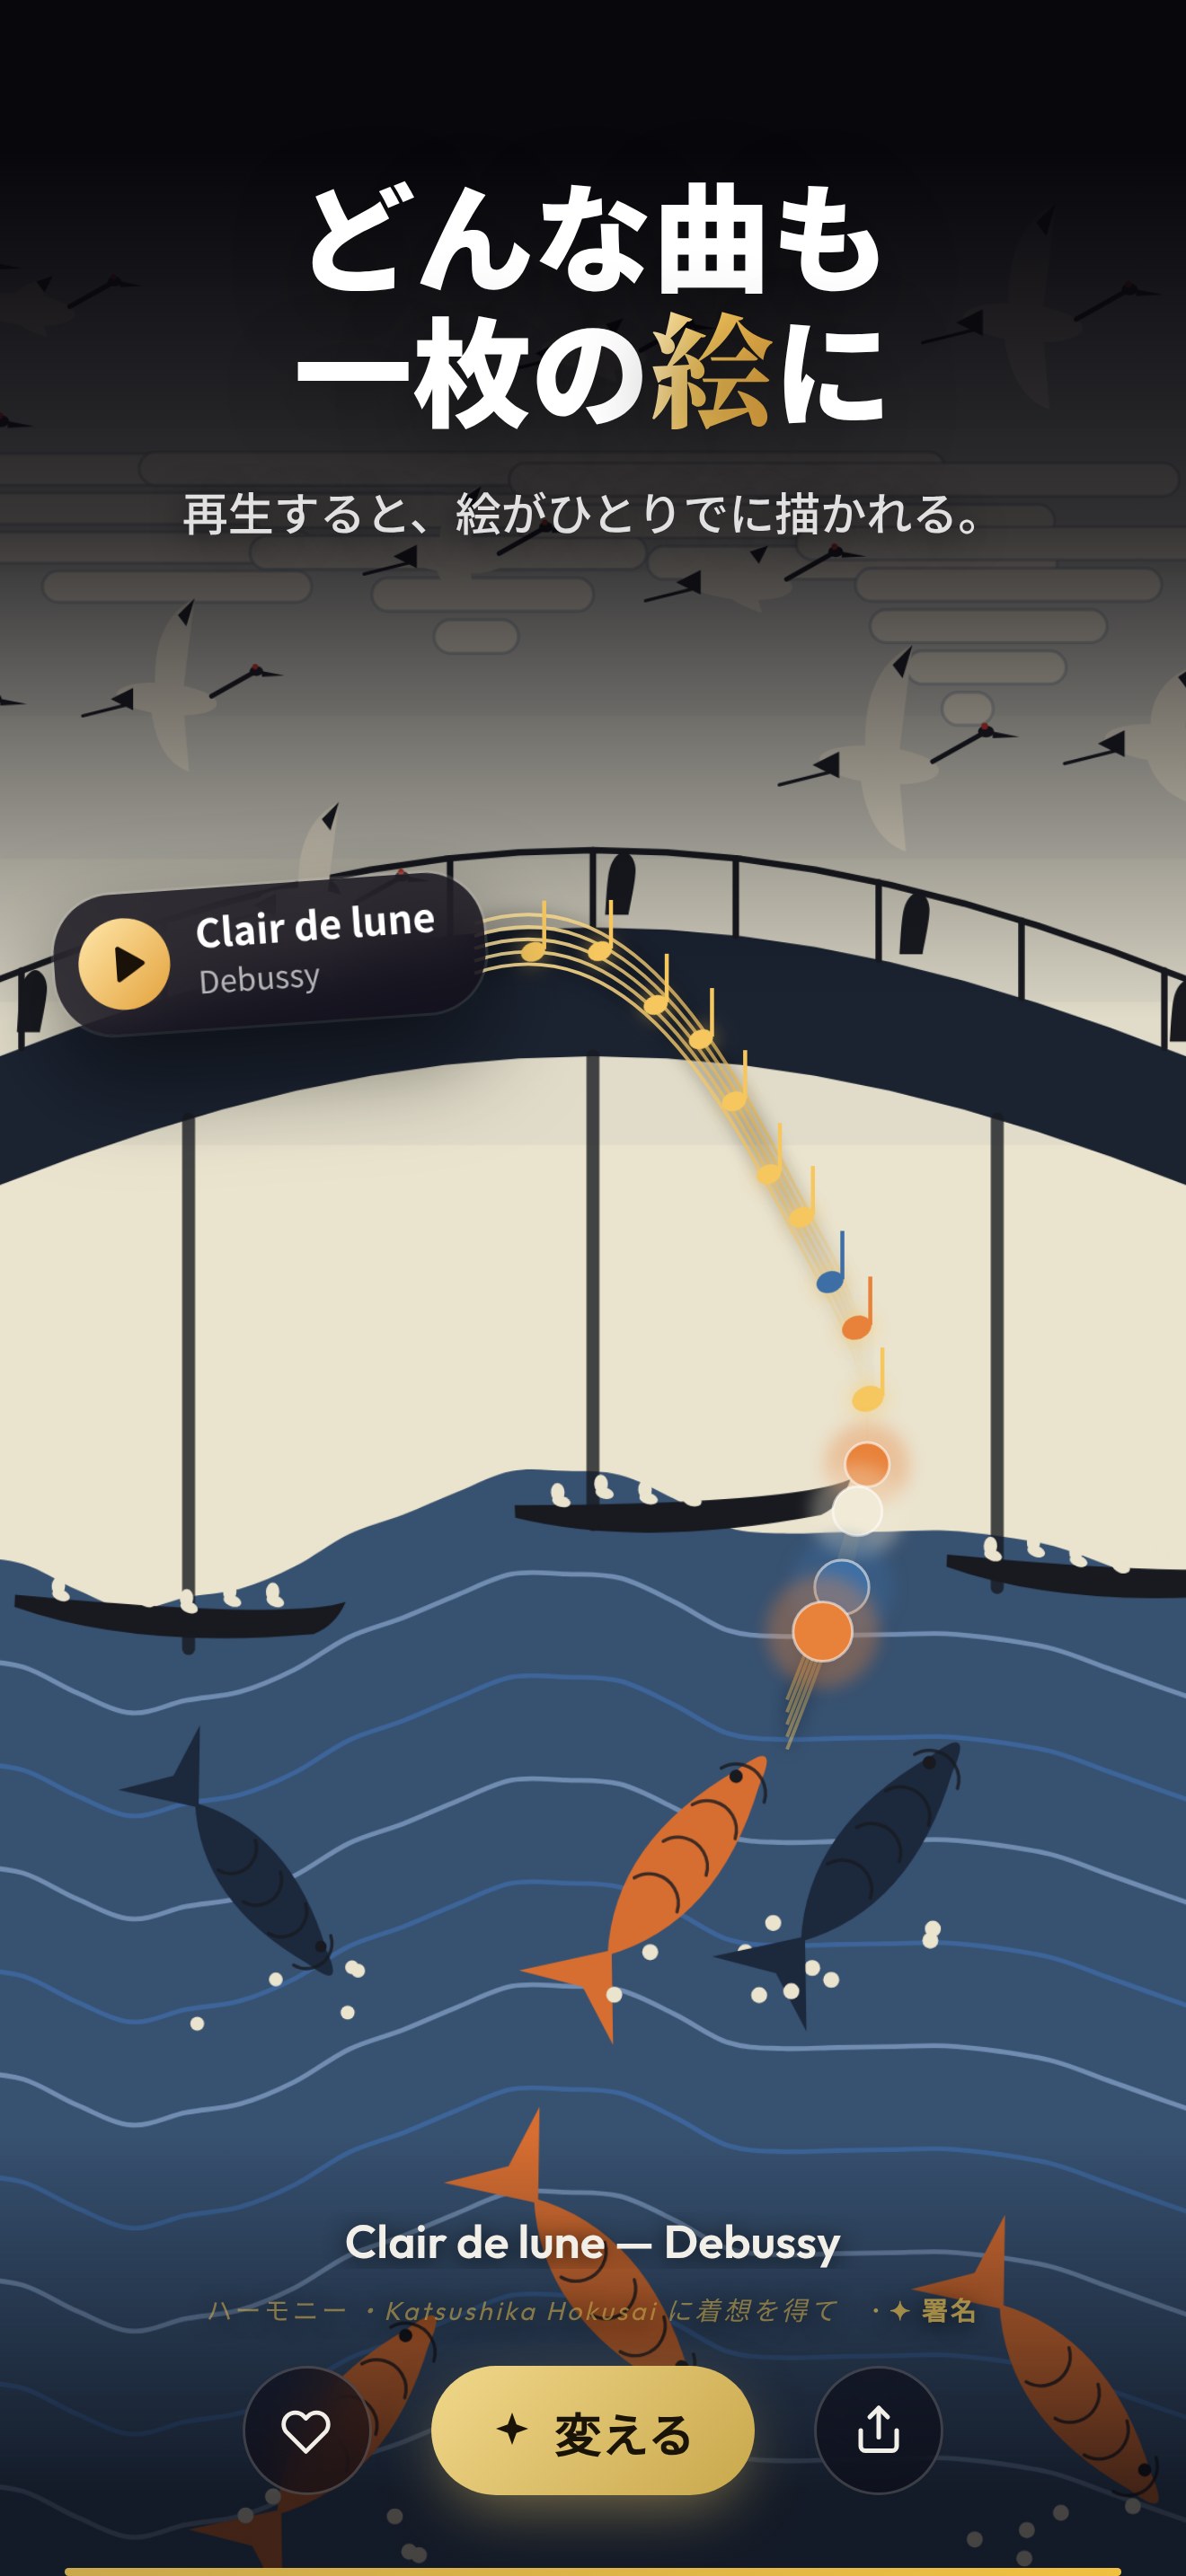 どんな曲も
一枚の絵に
再生すると、絵がひとりでに描かれる。
Clair de lune
Debussy
Clair de lune — Debussy
ハーモニー ・Katsushika Hokusai に着想を得て ・✦ 署名
✦ 変える